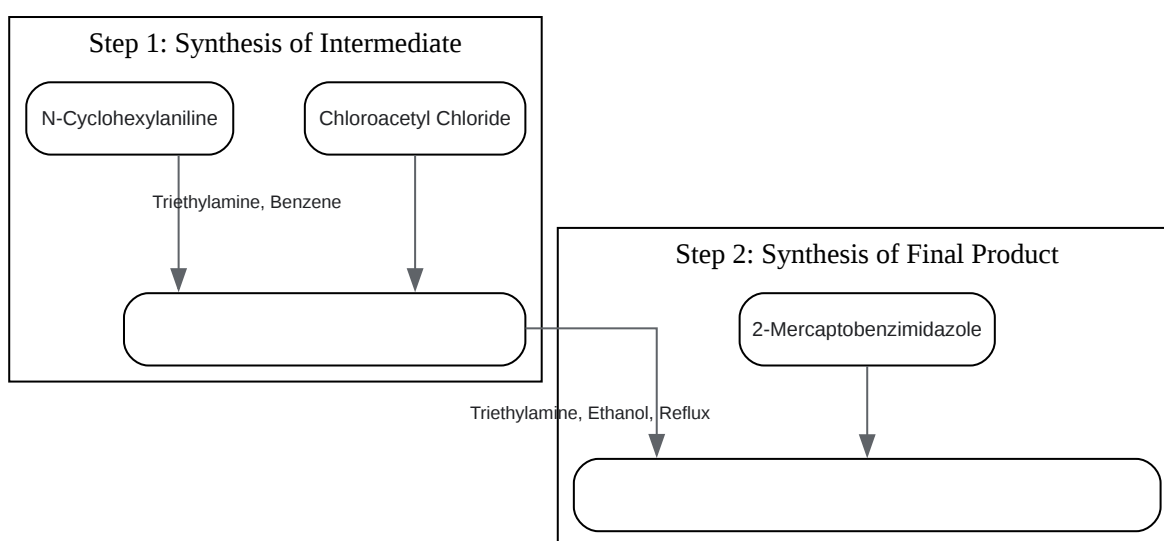 Step 1: Synthesis of Intermediate
N-Cyclohexylaniline
Chloroacetyl Chloride
Triethylamine, Benzene
Step 2: Synthesis of Final Product
2-Mercaptobenzimidazole
Triethylamine, Ethanol, Reflux